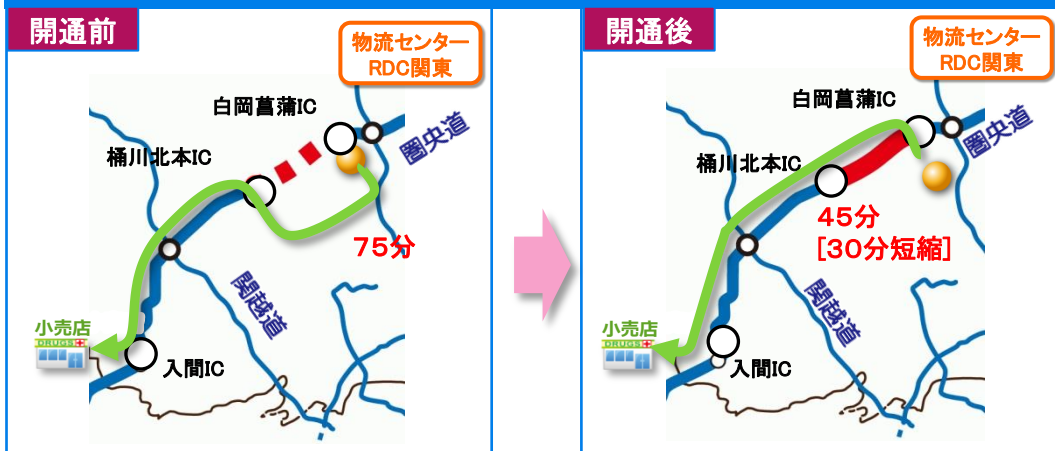 開通前
物流センター
RDC関東
白岡菖蒲IC
圏央道
桶川北本IC
75分
関越道
小売店
DRUGS
入間IC
開通後
物流センター
RDC関東
白岡菖蒲IC
圏央道
桶川北本IC
45分
[30分短縮]
関越道
小売店
DRUGS
入間IC